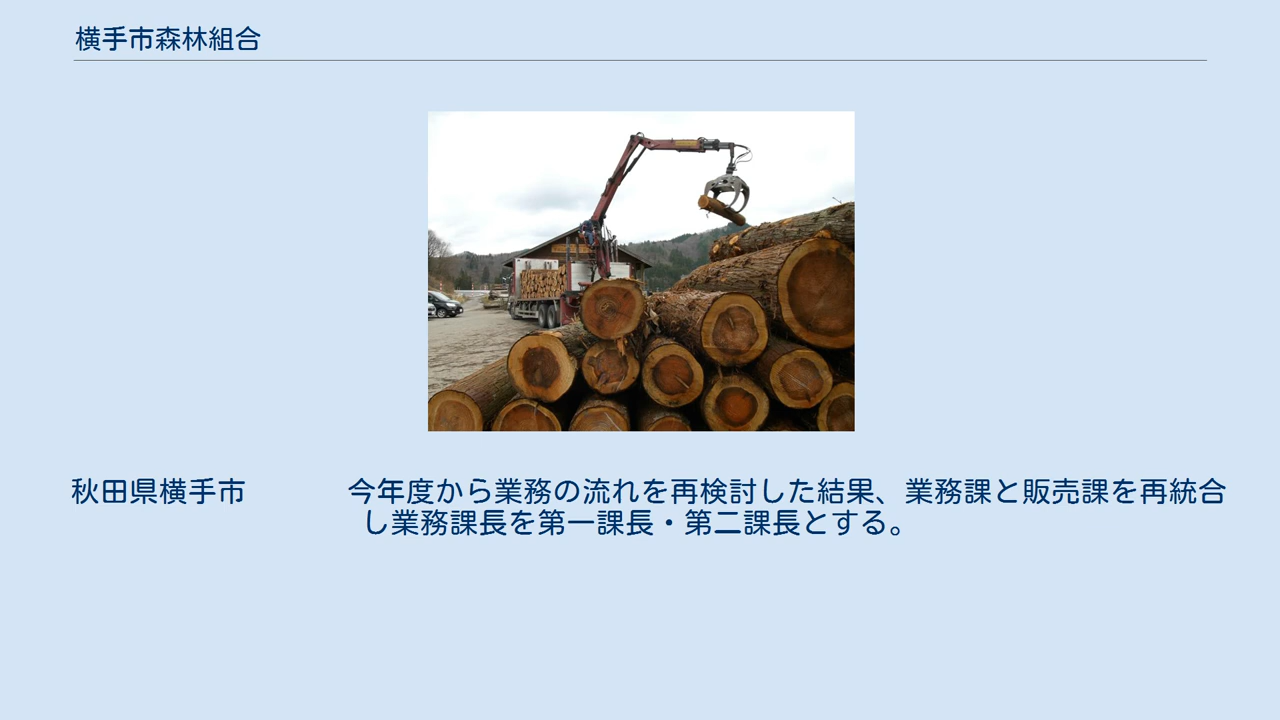 横手市森林組合
秋田県横手市
今年度から業務の流れを再検討した結果、業務課と販売課を再統合
し業務課長を第一課長・第二課長とする。